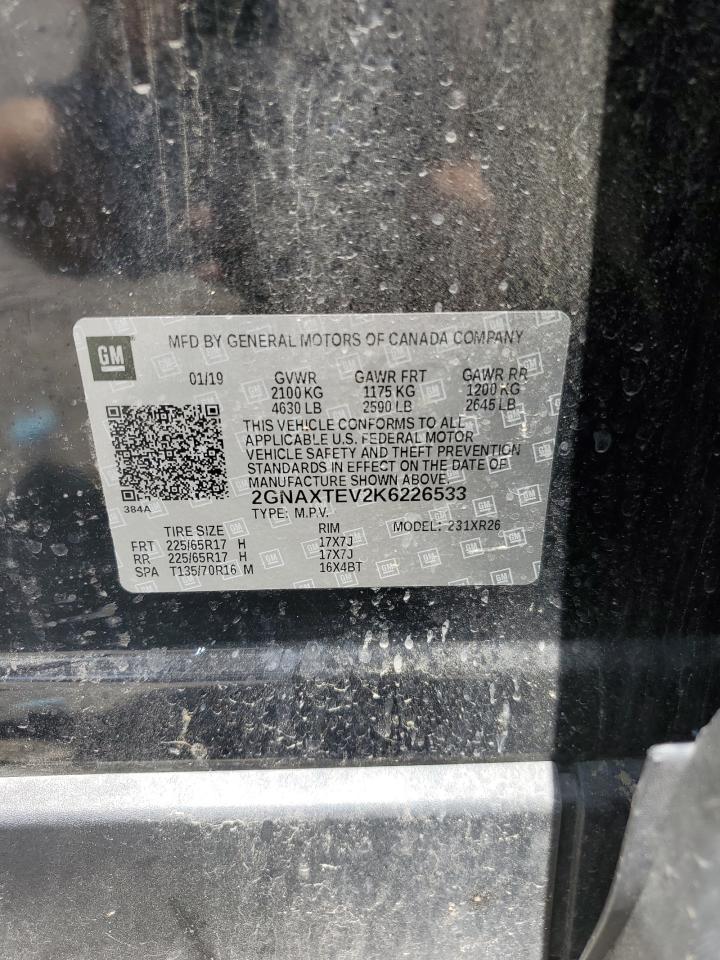 GM
MFD BY GENERAL MOTORS OF CANADA COMPANY
01/19 GVWR GAWR FRT GAWR RR
2100 KG 1175 KG 1200 KG
4630 LB 2590 LB 2645 LB
THIS VEHICLE CONFORMS TO ALL
APPLICABLE U.S. FEDERAL MOTOR
VEHICLE SAFETY AND THEFT PREVENTION
STANDARDS IN EFFECT ON THE DATE OF
MANUFACTURE SHOWN ABOVE.
384A 2GNAXTEV2K6226533
TYPE: M.P.V. MODEL: 231XR26
TIRE SIZE RIM
FRT 225/65R17 H 17X7J
RR 225/65R17 H 17X7J
SPA T135/70R16 M 16X4BT